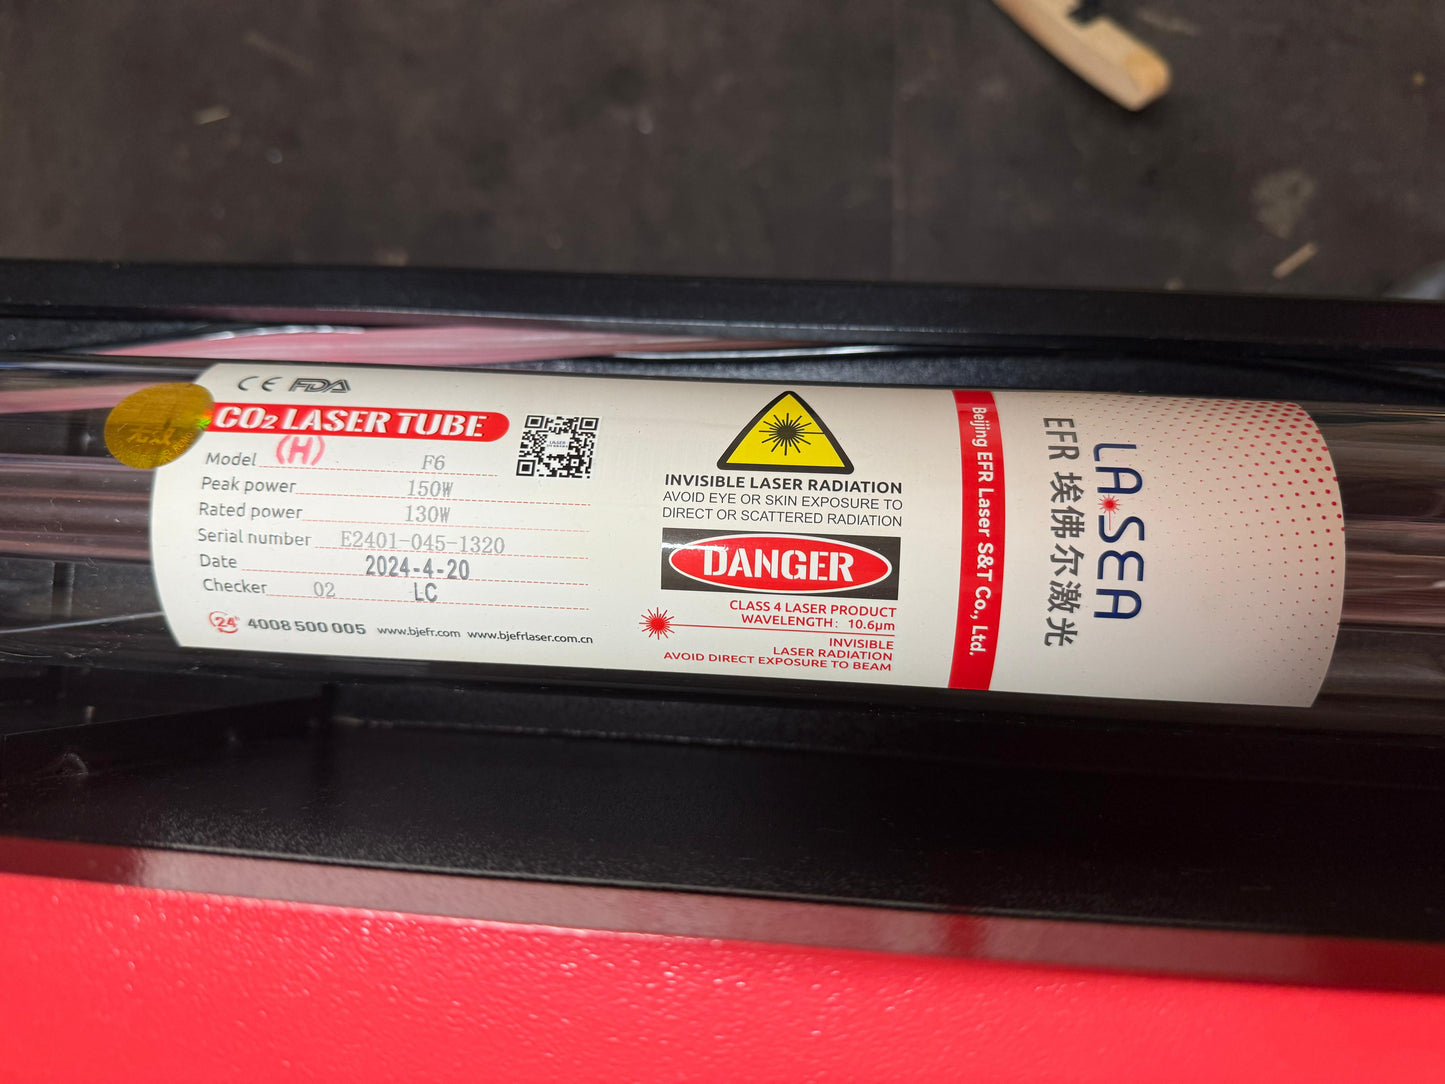 CE FDA
CO2 LASER TUBE
(H)
Model F6
Peak power 150W
Rated power 130W
Serial number E2401-045-1320
Date 2024-4-20
Checker 02 LC
24 4008 500 005 www.bjefr.com www.bjefrlaser.com.cn
INVISIBLE LASER RADIATION
AVOID EYE OR SKIN EXPOSURE TO
DIRECT OR SCATTERED RADIATION
DANGER
CLASS 4 LASER PRODUCT
WAVELENGTH: 10.6μm
INVISIBLE
LASER RADIATION
AVOID DIRECT EXPOSURE TO BEAM
Beijing EFR Laser S&T Co., Ltd.
EFR 埃佛尔激光
LASEA